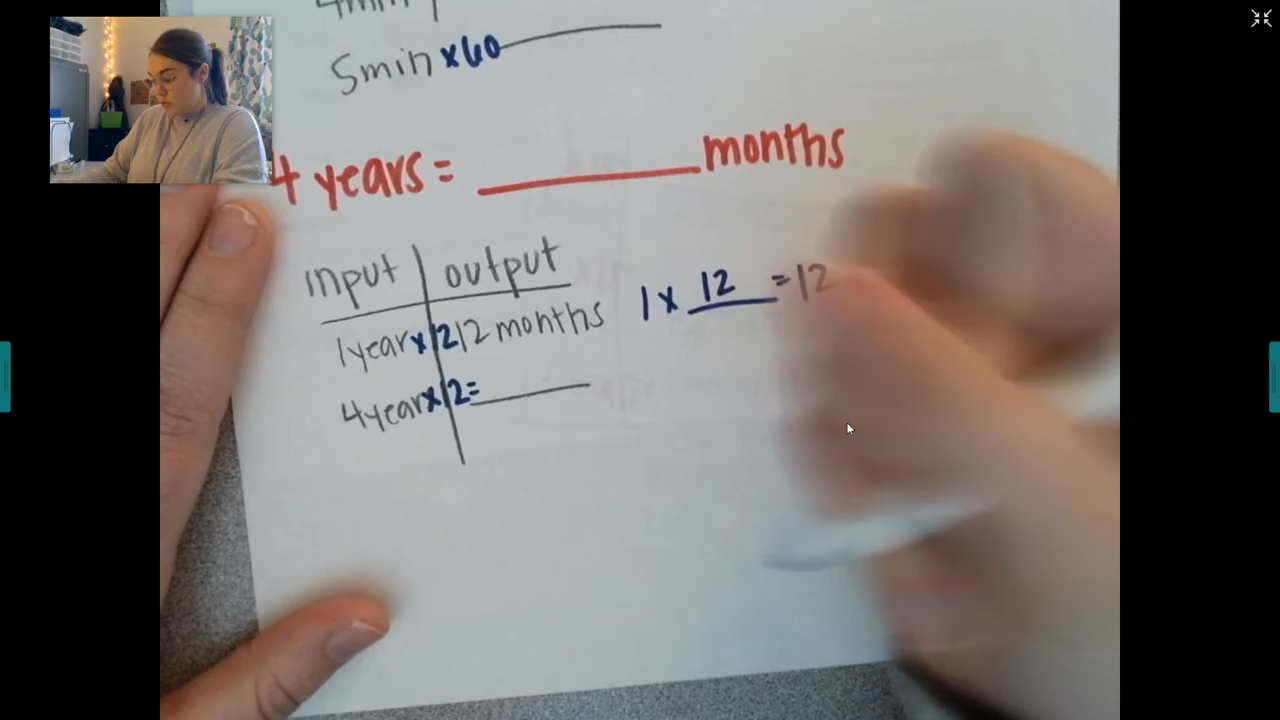 5min x60
4 years = months
input output
1year x12 12 months
4year x12=
1 x 12 = 12